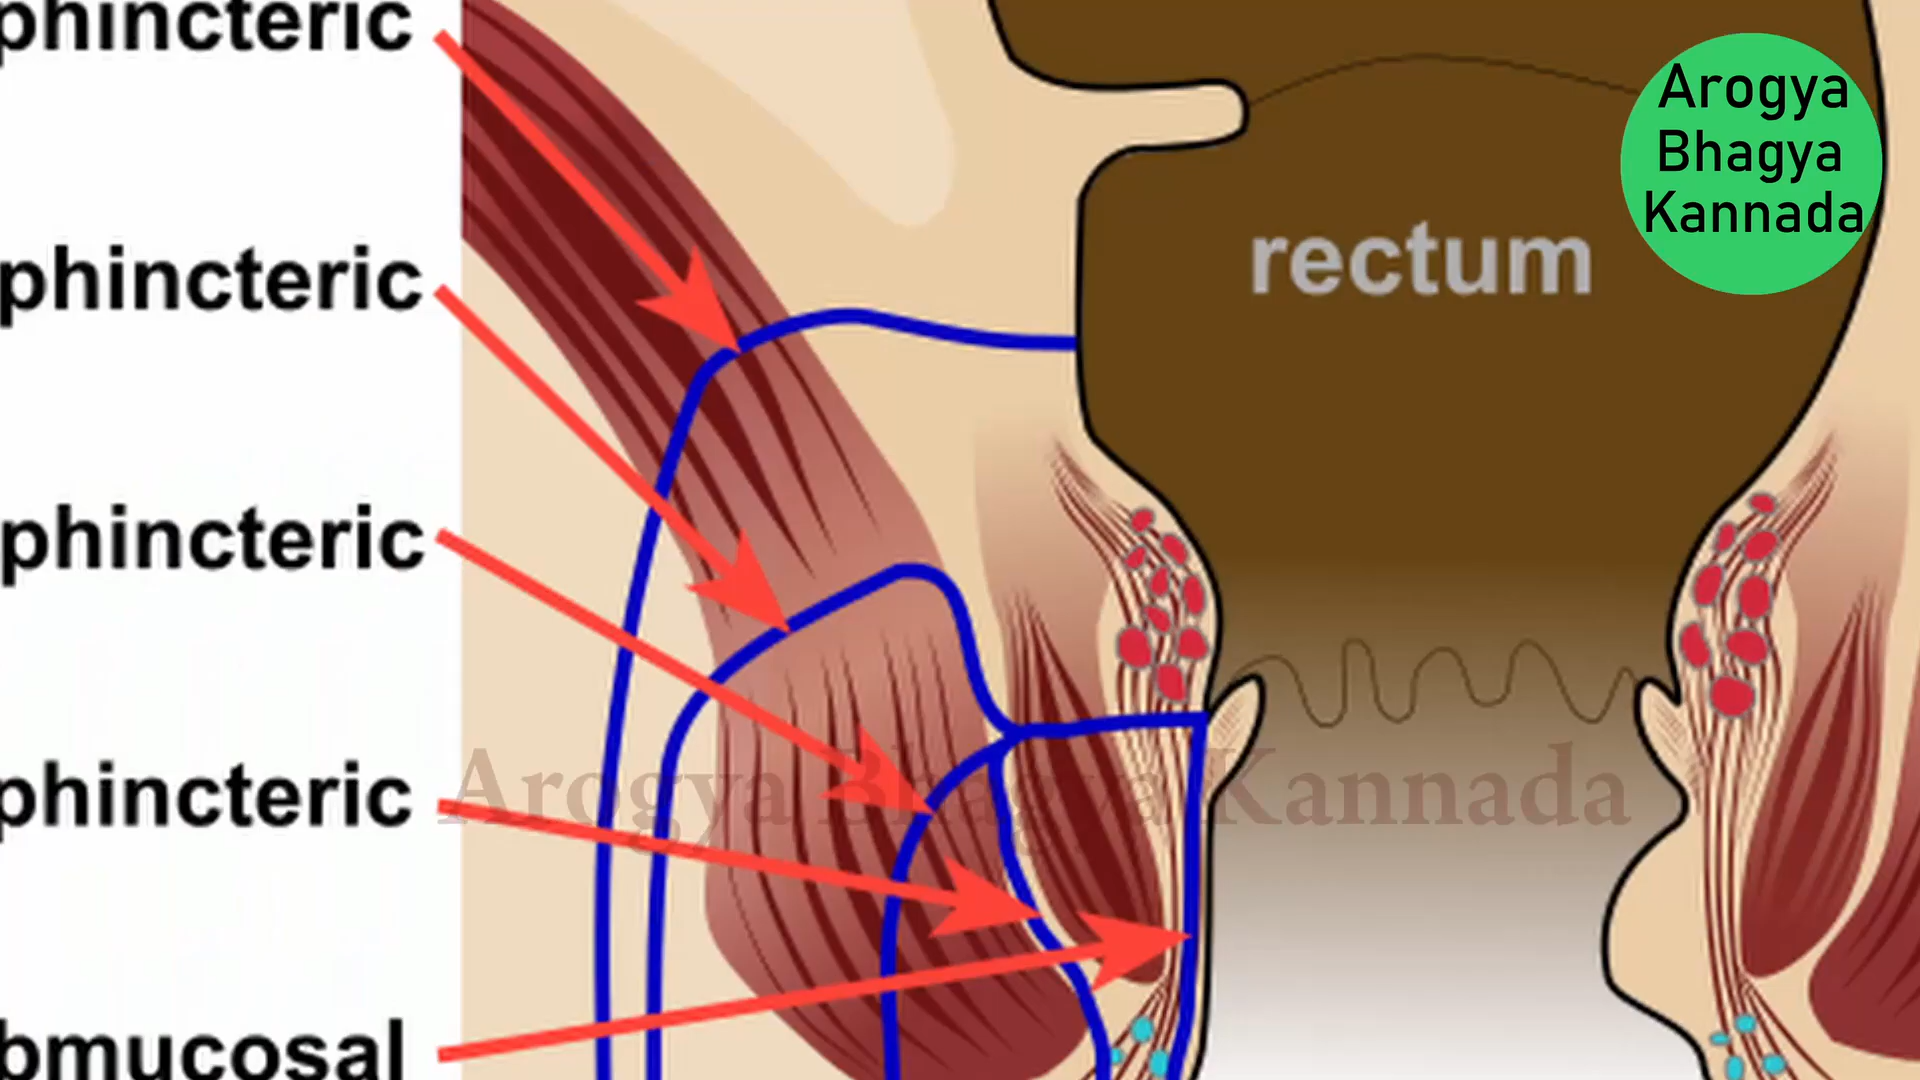 phincteric
Arogya
Bhagya
Kannada
rectum
phincteric
phincteric
phincteric
Arogya Bhagya Kannada
bmucosal